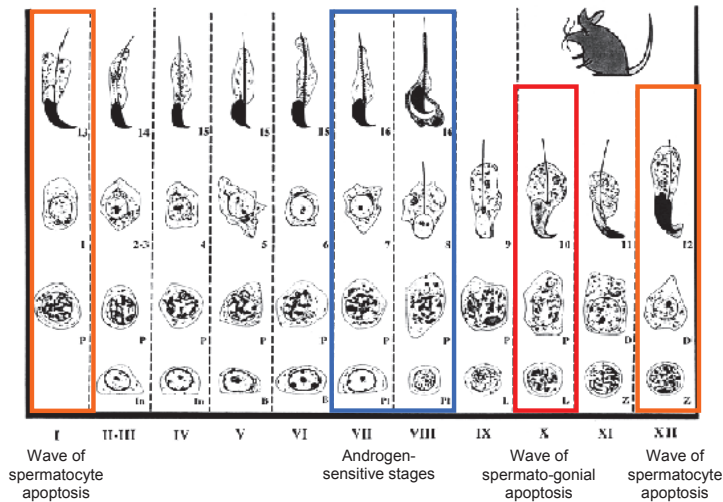 13 14 15 15 15 16 16
1 2-3 4 5 6 7 8 9 10 11 12
P P P P P P P P P D D
In In B B Pl Pl L L Z Z
I II-III IV V VI VII VIII IX X XI XII
Wave of
spermatocyte
apoptosis
Androgen-
sensitive stages
Wave of
spermato-gonial
apoptosis
Wave of
spermatocyte
apoptosis